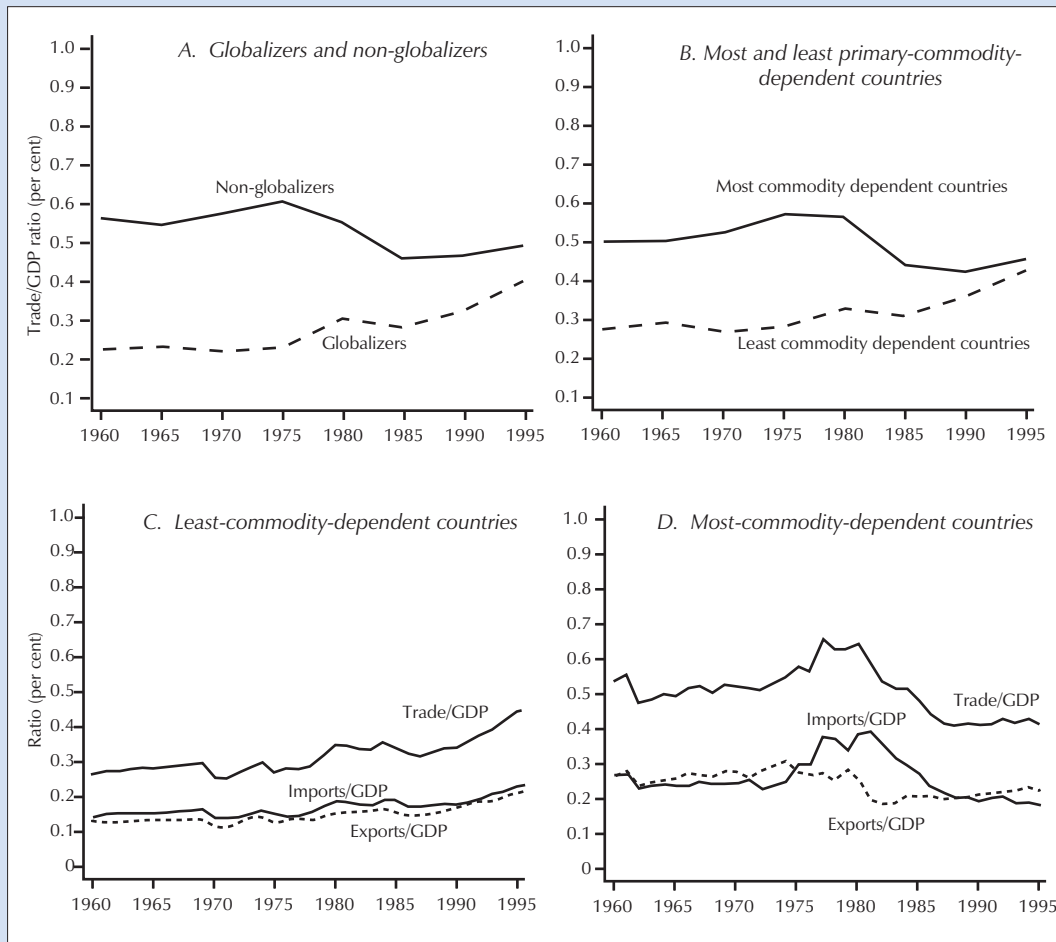 A. Globalizers and non-globalizers
Trade/GDP ratio (per cent)
1.0
0.9
0.8
0.7
0.6
0.5
0.4
0.3
0.2
0.1
Non-globalizers
Globalizers
1960 1965 1970 1975 1980 1985 1990 1995
B. Most and least primary-commodity-
dependent countries
1.0
0.9
0.8
0.7
0.6
0.5
0.4
0.3
0.2
0.1
Most commodity dependent countries
Least commodity dependent countries
1960 1965 1970 1975 1980 1985 1990 1995
C. Least-commodity-dependent countries
Ratio (per cent)
1.0
0.9
0.8
0.7
0.6
0.5
0.4
0.3
0.2
0.1
0
Trade/GDP
Imports/GDP
Exports/GDP
1960 1965 1970 1975 1980 1985 1990 1995
D. Most-commodity-dependent countries
1.0
0.9
0.8
0.7
0.6
0.5
0.4
0.3
0.2
0.1
0
Trade/GDP
Imports/GDP
Exports/GDP
1960 1965 1970 1975 1980 1985 1990 1995